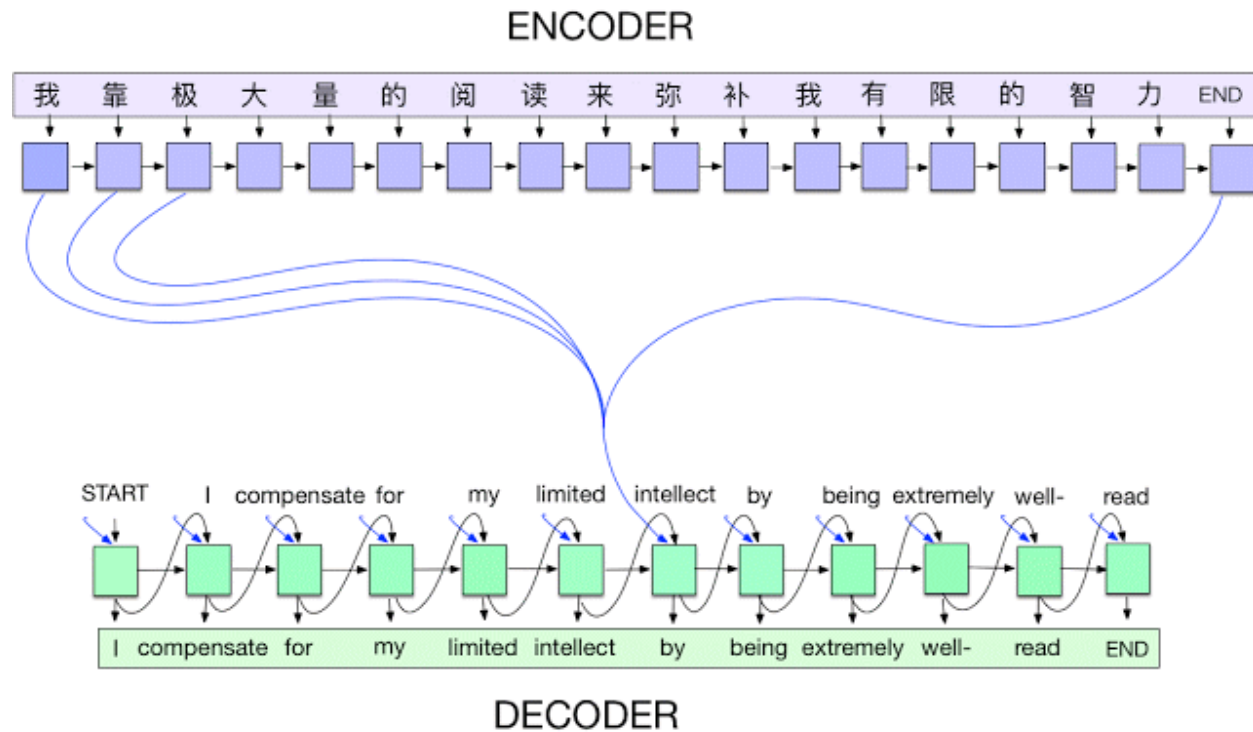 ENCODER
我 靠 极 大 量 的 阅 读 来 弥 补 我 有 限 的 智 力 END
START I compensate for my limited intellect by being extremely well- read
I compensate for my limited intellect by being extremely well- read END
DECODER